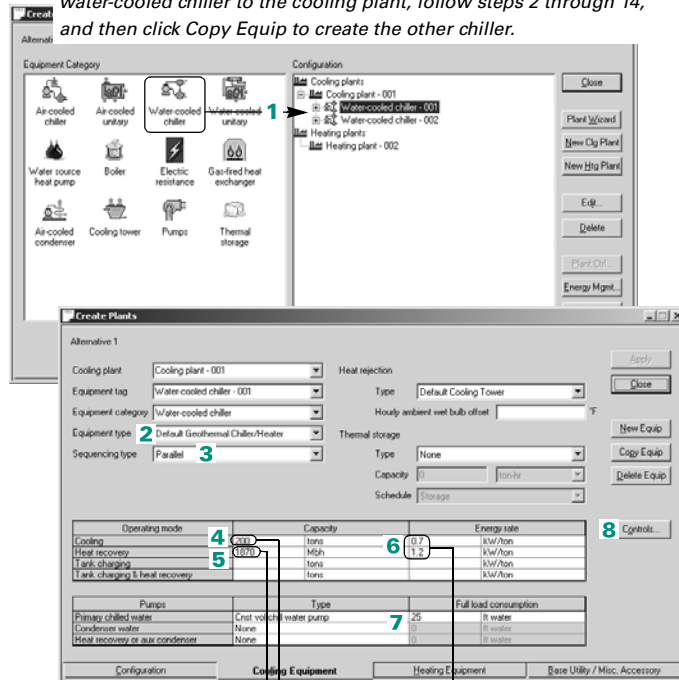 water-cooled chiller to the cooling plant, follow steps 2 through 14,
and then click Copy Equip to create the other chiller.
Equipment Category
Configuration
Air-cooled chiller
Air-cooled unitary
Water-cooled chiller
Water-cooled unitary
Water source heat pump
Boiler
Electric resistance
Gas-fired heat exchanger
Air-cooled condenser
Cooling tower
Pumps
Thermal storage
1
Cooling plants
Cooling plant - 001
Water-cooled chiller - 001
Water-cooled chiller - 002
Heating plants
Heating plant - 002
Close
Plant Wizard
New Clg Plant
New Htg Plant
Edit...
Delete
Plant Ctrl...
Energy Mgmt...
Create Plants
Alternative 1
Cooling plant Cooling plant - 001
Equipment tag Water-cooled chiller - 001
Equipment category Water-cooled chiller
Equipment type 2 Default Geothermal Chiller/Heater
Sequencing type Parallel 3
Heat rejection
Type Default Cooling Tower
Hourly ambient wet bulb offset °F
Thermal storage
Type None
Capacity 0 ton-hr
Schedule Storage
Apply
Close
New Equip
Copy Equip
Delete Equip
8 Controls...
Operating mode Capacity Energy rate
Cooling 4 200 tons 6 0.7 kW/ton
Heat recovery 5 1870 Mbh 1.2 kW/ton
Tank charging tons kW/ton
Tank charging & heat recovery tons kW/ton
Pumps Type Full load consumption
Primary chilled water Cnst vol chill water pump 7 25 ft water
Condenser water None 0 ft water
Heat recovery or aux condenser None 0 ft water
Configuration
Cooling Equipment
Heating Equipment
Base Utility / Misc. Accessory